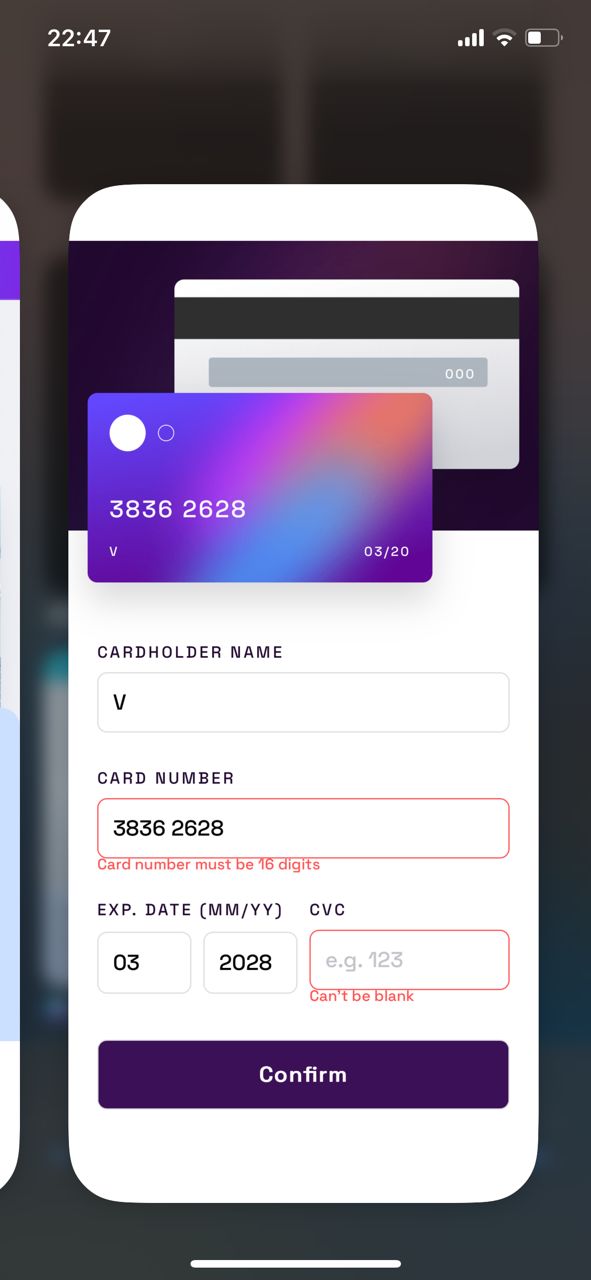 22:47
000
3836 2628
V
03/20
CARDHOLDER NAME
V
CARD NUMBER
3836 2628
Card number must be 16 digits
EXP. DATE (MM/YY)
CVC
03
2028
e.g. 123
Can't be blank
Confirm